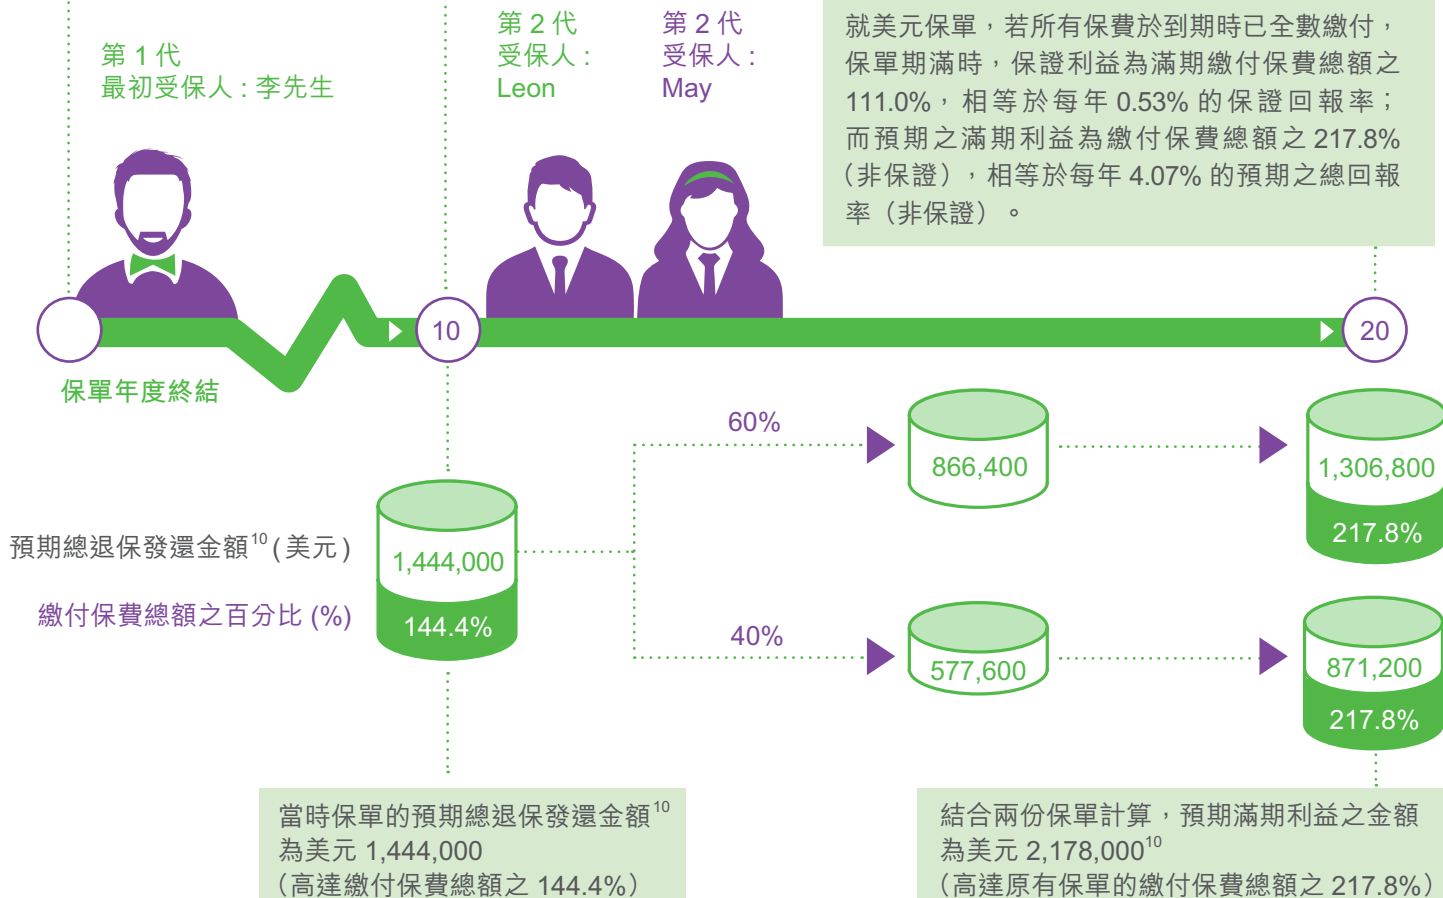 第 1 代
最初受保人 : 李先生
第 2 代
受保人 :
Leon
第 2 代
受保人 :
May
就美元保單，若所有保費於到期時已全數繳付，
保單期滿時，保證利益為滿期繳付保費總額之
111.0%，相等於每年 0.53% 的保證回報率；
而預期之滿期利益為繳付保費總額之 217.8%
（非保證），相等於每年 4.07% 的預期之總回報
率（非保證）。
10
20
保單年度終結
60%
866,400
1,306,800
217.8%
預期總退保發還金額10 (美元)
1,444,000
繳付保費總額之百分比 (%)
144.4%
40%
577,600
871,200
217.8%
當時保單的預期總退保發還金額10
為美元 1,444,000
（高達繳付保費總額之 144.4%）
結合兩份保單計算，預期滿期利益之金額
為美元 2,178,00010
（高達原有保單的繳付保費總額之 217.8%）